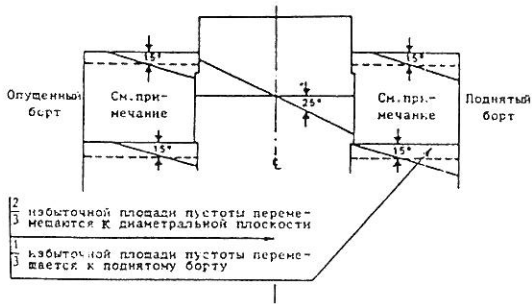 15°
15°
25°
Опущенный
борт
См.при-
мечание
См.при-
мечание
Поднятый
борт
15°
15°
2/3 избыточной площади пустоты переме-
щаются к диаметральной плоскости
1/3 избыточной площади пустоты переме-
щается к поднятому борту